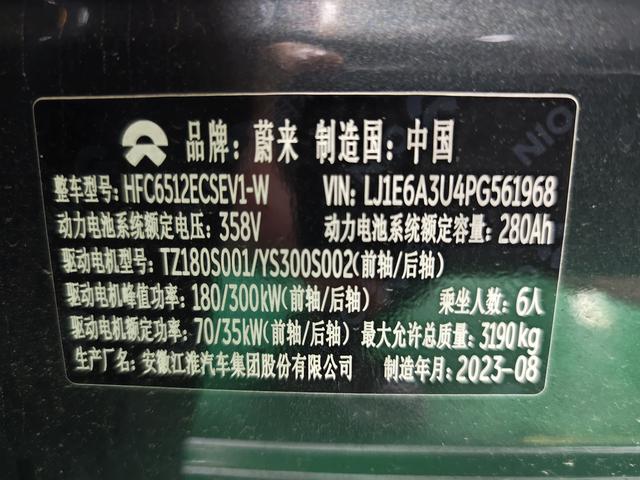 品牌: 蔚来 制造国: 中国
整车型号: HFC6512ECSEV1-W VIN: LJ1E6A3U4PG561968
动力电池系统额定电压: 358V 动力电池系统额定容量: 280Ah
驱动电机型号: TZ180S001/YS300S002(前轴/后轴)
驱动电机峰值功率: 180/300kW(前轴/后轴) 乘坐人数: 6人
驱动电机额定功率: 70/35kW(前轴/后轴) 最大允许总质量: 3190kg
生产厂名: 安徽江淮汽车集团股份有限公司 制造年月: 2023-08
NIO